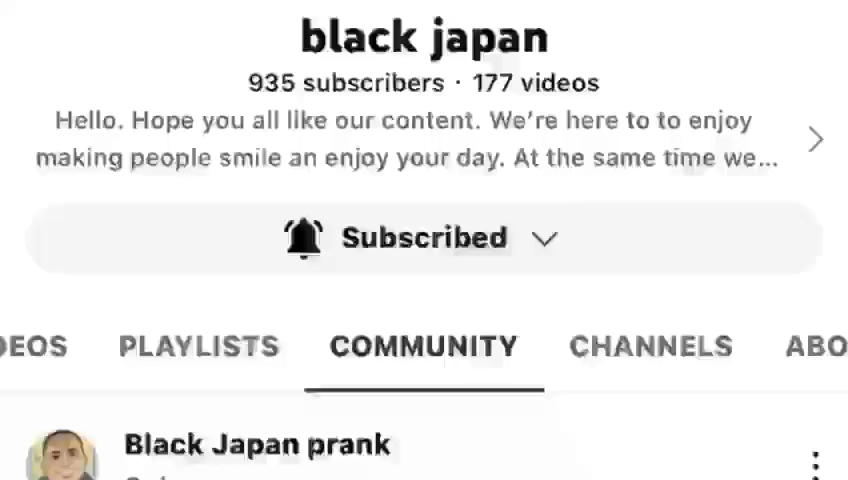 black japan
935 subscribers · 177 videos
Hello. Hope you all like our content. We're here to to enjoy
making people smile an enjoy your day. At the same time we...
Subscribed
DEOS PLAYLISTS COMMUNITY CHANNELS ABO
Black Japan prank